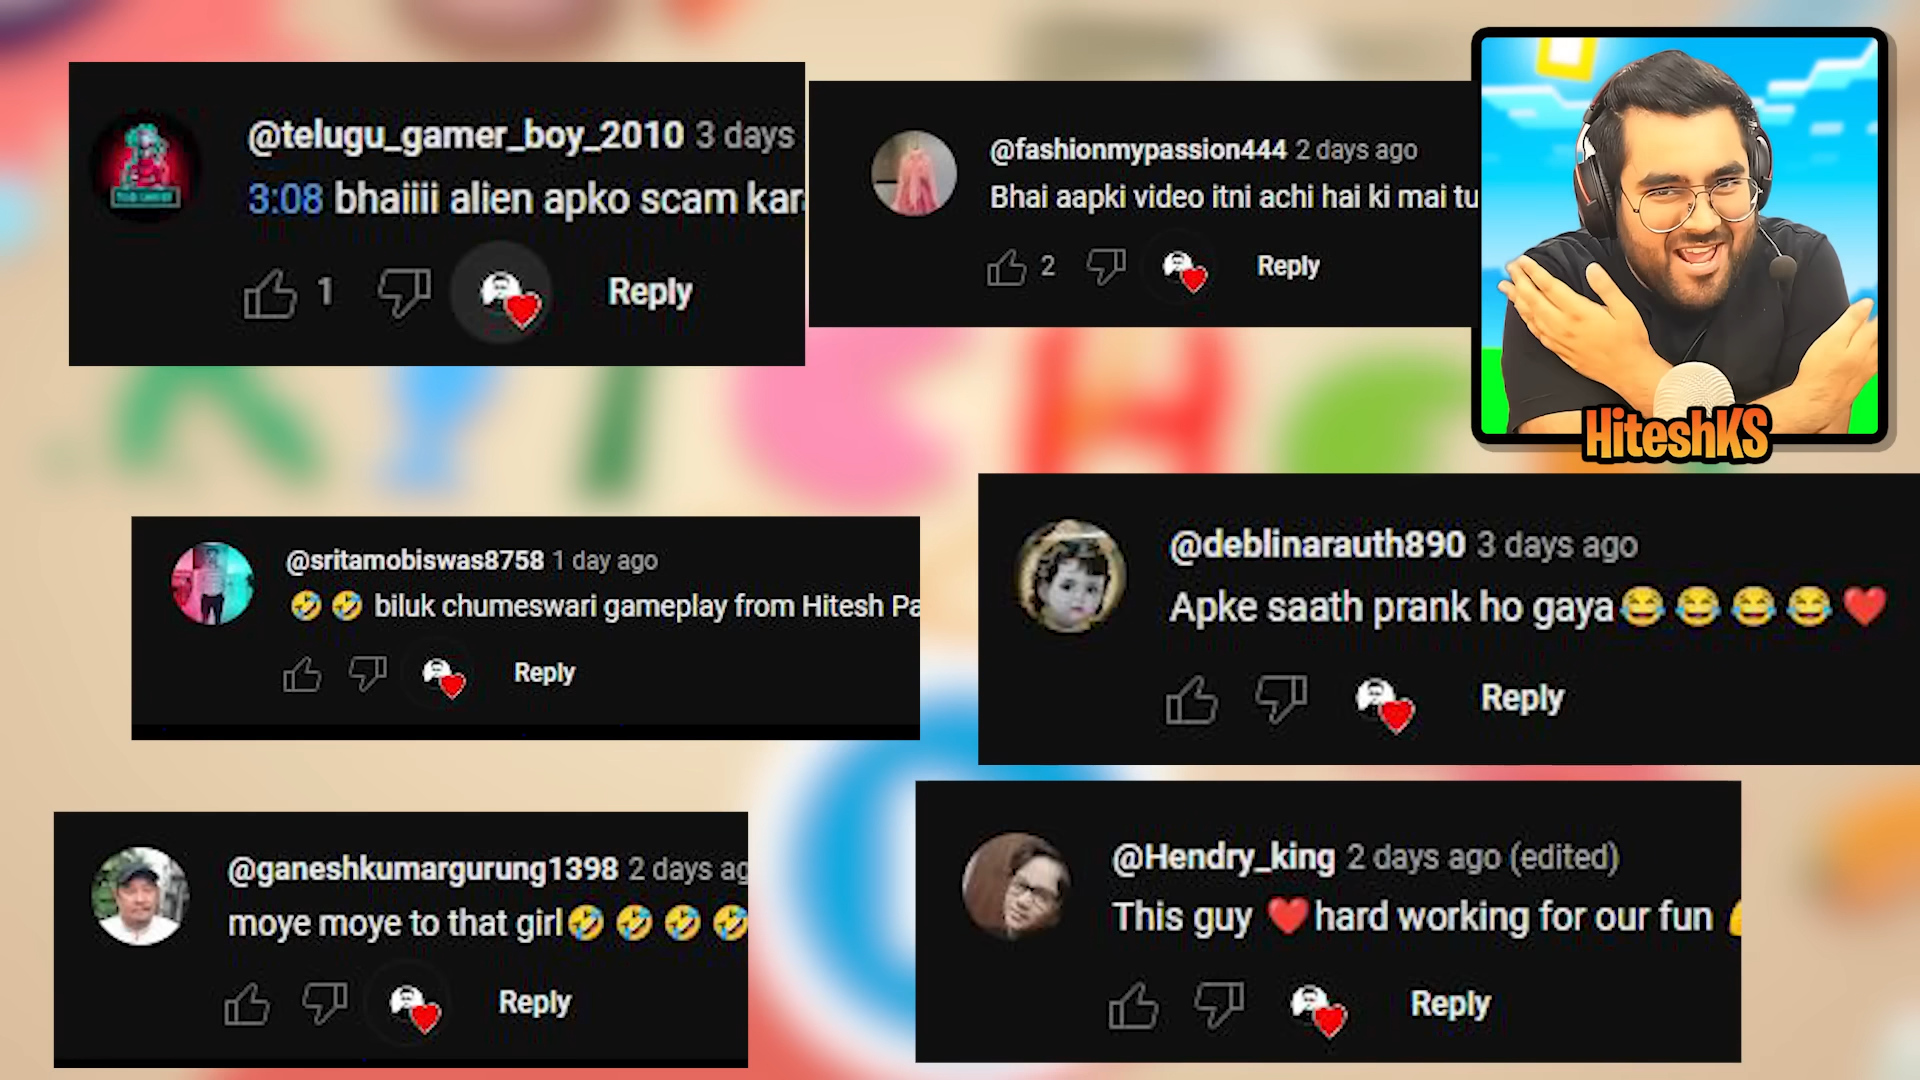 @telugu_gamer_boy_2010 3 days
3:08 bhaiiii alien apko scam kar
1 Reply
@fashionmypassion444 2 days ago
Bhai aapki video itni achi hai ki mai tu
2 Reply
HiteshKS
@sritamobiswas8758 1 day ago
🤣🤣 biluk chumeswari gameplay from Hitesh Pa
Reply
@deblinarauth890 3 days ago
Apke saath prank ho gaya😂😂😂😂❤️
Reply
@ganeshkumargurung1398 2 days ag
moye moye to that girl🤣🤣🤣🤣
Reply
@Hendry_king 2 days ago (edited)
This guy ❤️hard working for our fun
Reply